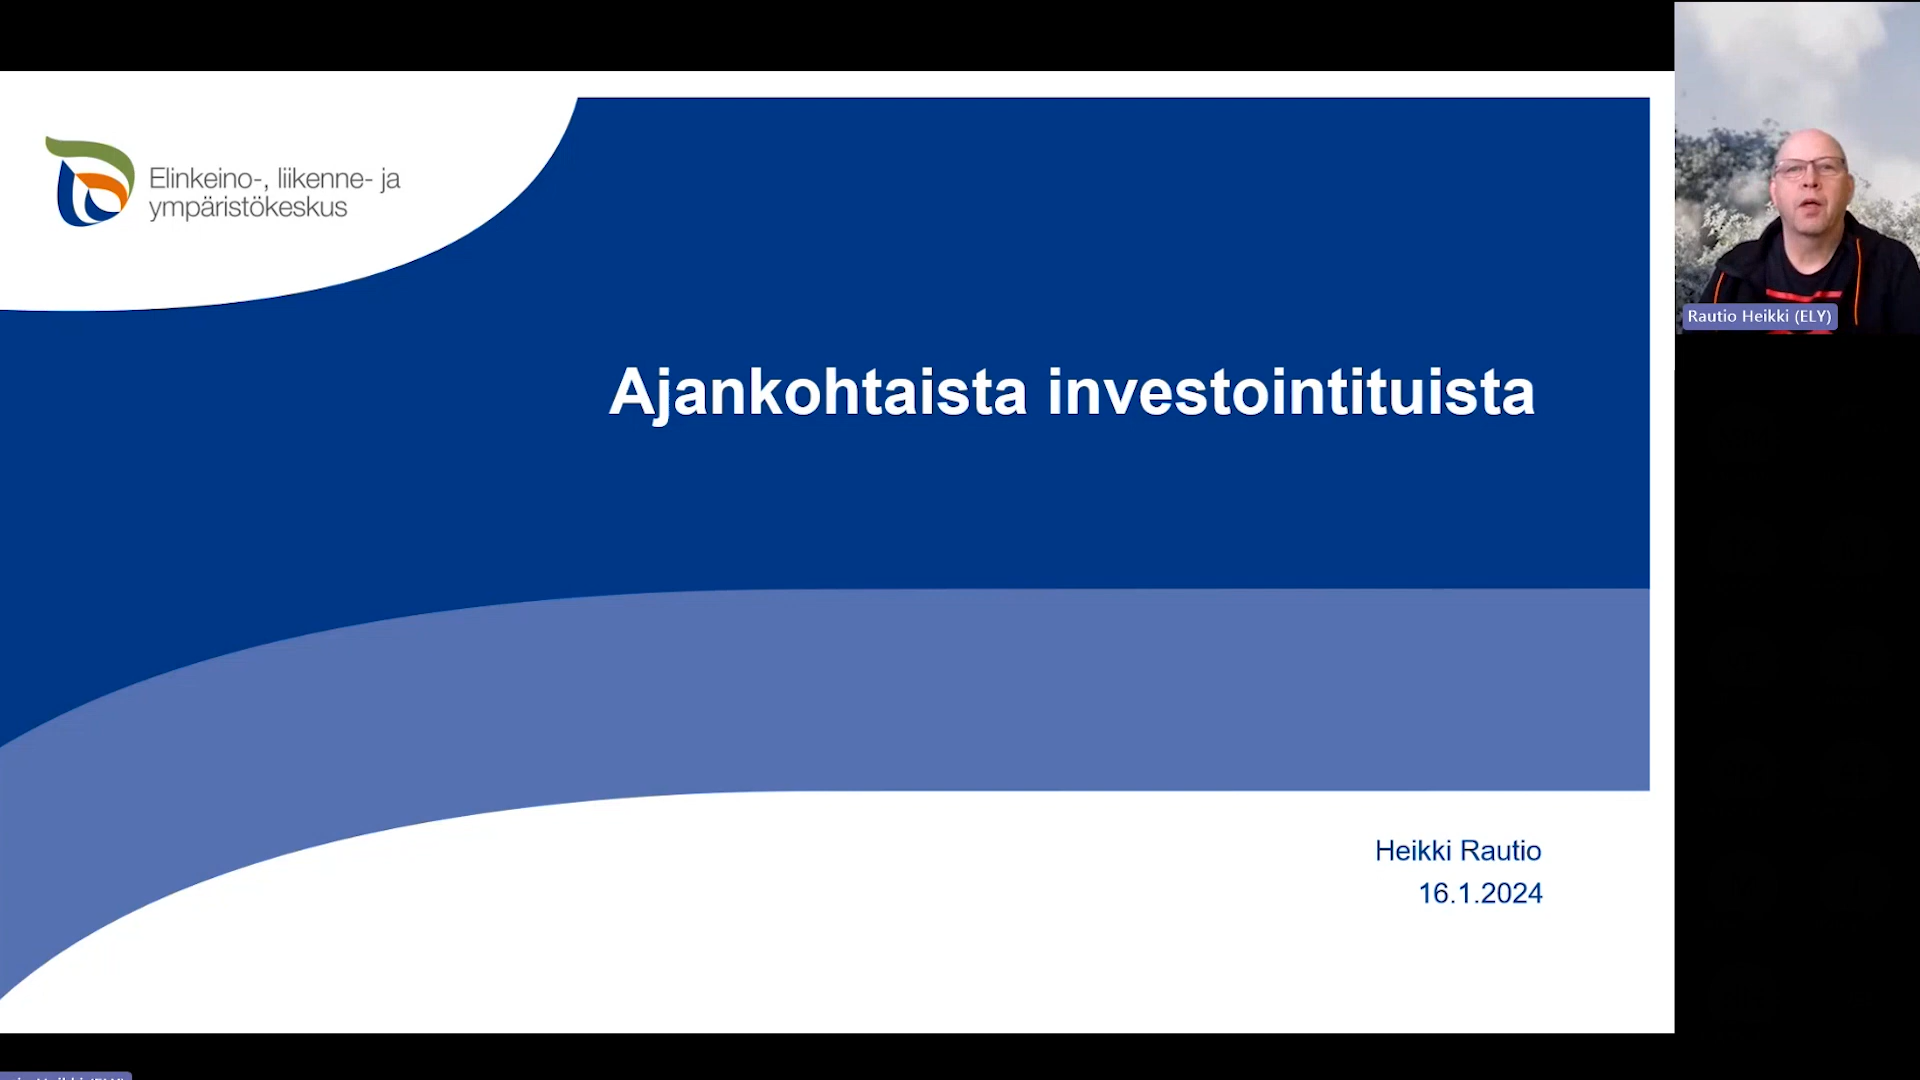 Elinkeino-, liikenne- ja
ympäristökeskus
Ajankohtaista investointituista
Heikki Rautio
16.1.2024
Rautio Heikki (ELY)